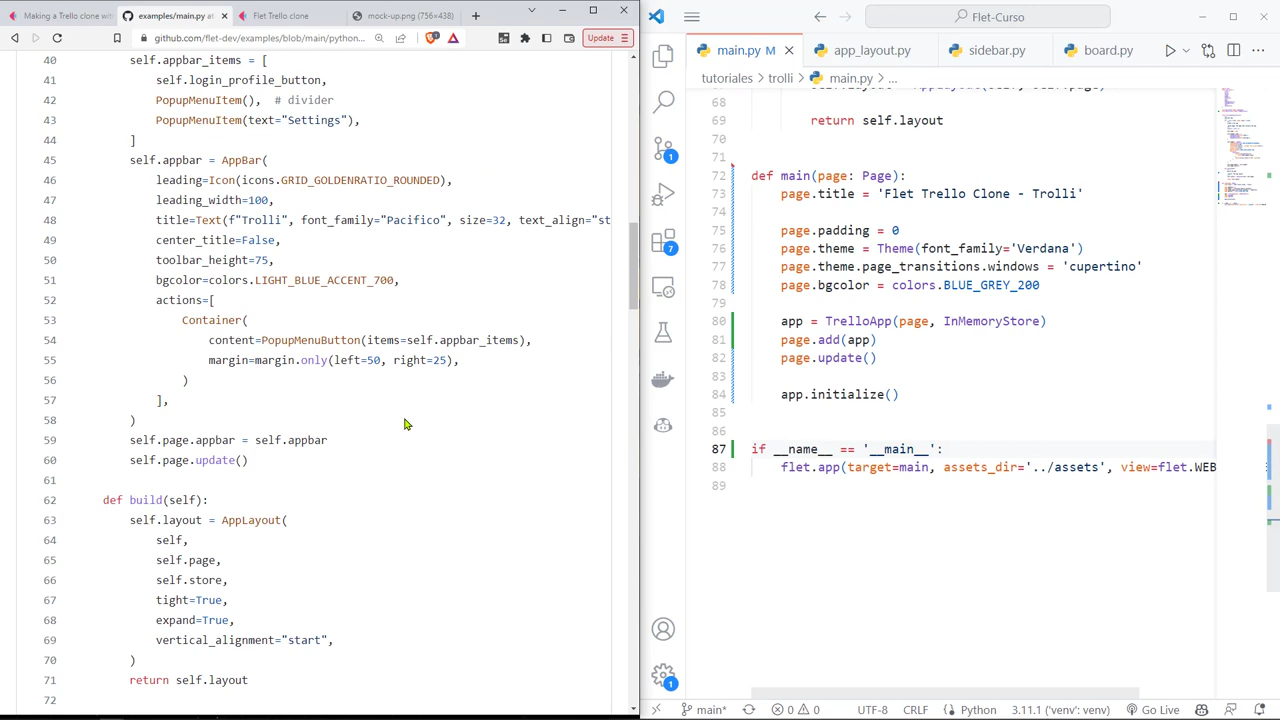 Making a Trello clone with
examples/main.py at
Trello clone
mockup.png (756×438)
github.com/flet-dev/examples/blob/main/python...
Update
40 self.appbar_items = [
41 self.login_profile_button,
42 PopupMenuItem(), # divider
43 PopupMenuItem(text="Settings")
44 ]
45 self.appbar = AppBar(
46 leading=Icon(icons.GRID_GOLDENRATIO_ROUNDED),
47 leading_width=100,
48 title=Text(f"Trolli", font_family="Pacifico", size=32, text_align="st
49 center_title=False,
50 toolbar_height=75,
51 bgcolor=colors.LIGHT_BLUE_ACCENT_700,
52 actions=[
53 Container(
54 content=PopupMenuButton(items=self.appbar_items),
55 margin=margin.only(left=50, right=25),
56 )
57 ],
58 )
59 self.page.appbar = self.appbar
60 self.page.update()
61
62 def build(self):
63 self.layout = AppLayout(
64 self,
65 self.page,
66 self.store,
67 tight=True,
68 expand=True,
69 vertical_alignment="start",
70 )
71 return self.layout
72
Flet-Curso
main.py M
app_layout.py
sidebar.py
board.py
tutoriales > trolli > main.py > ...
68
69 return self.layout
70
71
72 def main(page: Page):
73 page.title = 'Flet Trello clone - Trolli'
74
75 page.padding = 0
76 page.theme = Theme(font_family='Verdana')
77 page.theme.page_transitions.windows = 'cupertino'
78 page.bgcolor = colors.BLUE_GREY_200
79
80 app = TrelloApp(page, InMemoryStore)
81 page.add(app)
82 page.update()
83
84 app.initialize()
85
86
87 if __name__ == '__main__':
88 flet.app(target=main, assets_dir='../assets', view=flet.WEB
89
1
7
1
main*
0 0
UTF-8 CRLF Python 3.11.1 ('venv': venv) Go Live